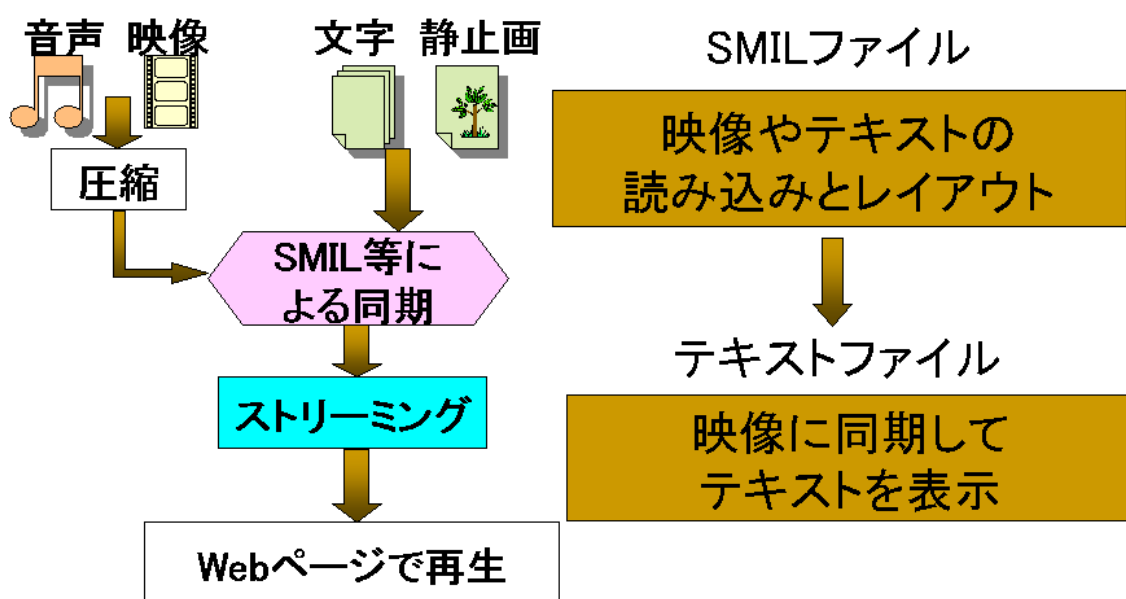 音声 映像
文字 静止画
圧縮
SMIL等に
よる同期
ストリーミング
Webページで再生
SMILファイル
映像やテキストの
読み込みとレイアウト
テキストファイル
映像に同期して
テキストを表示